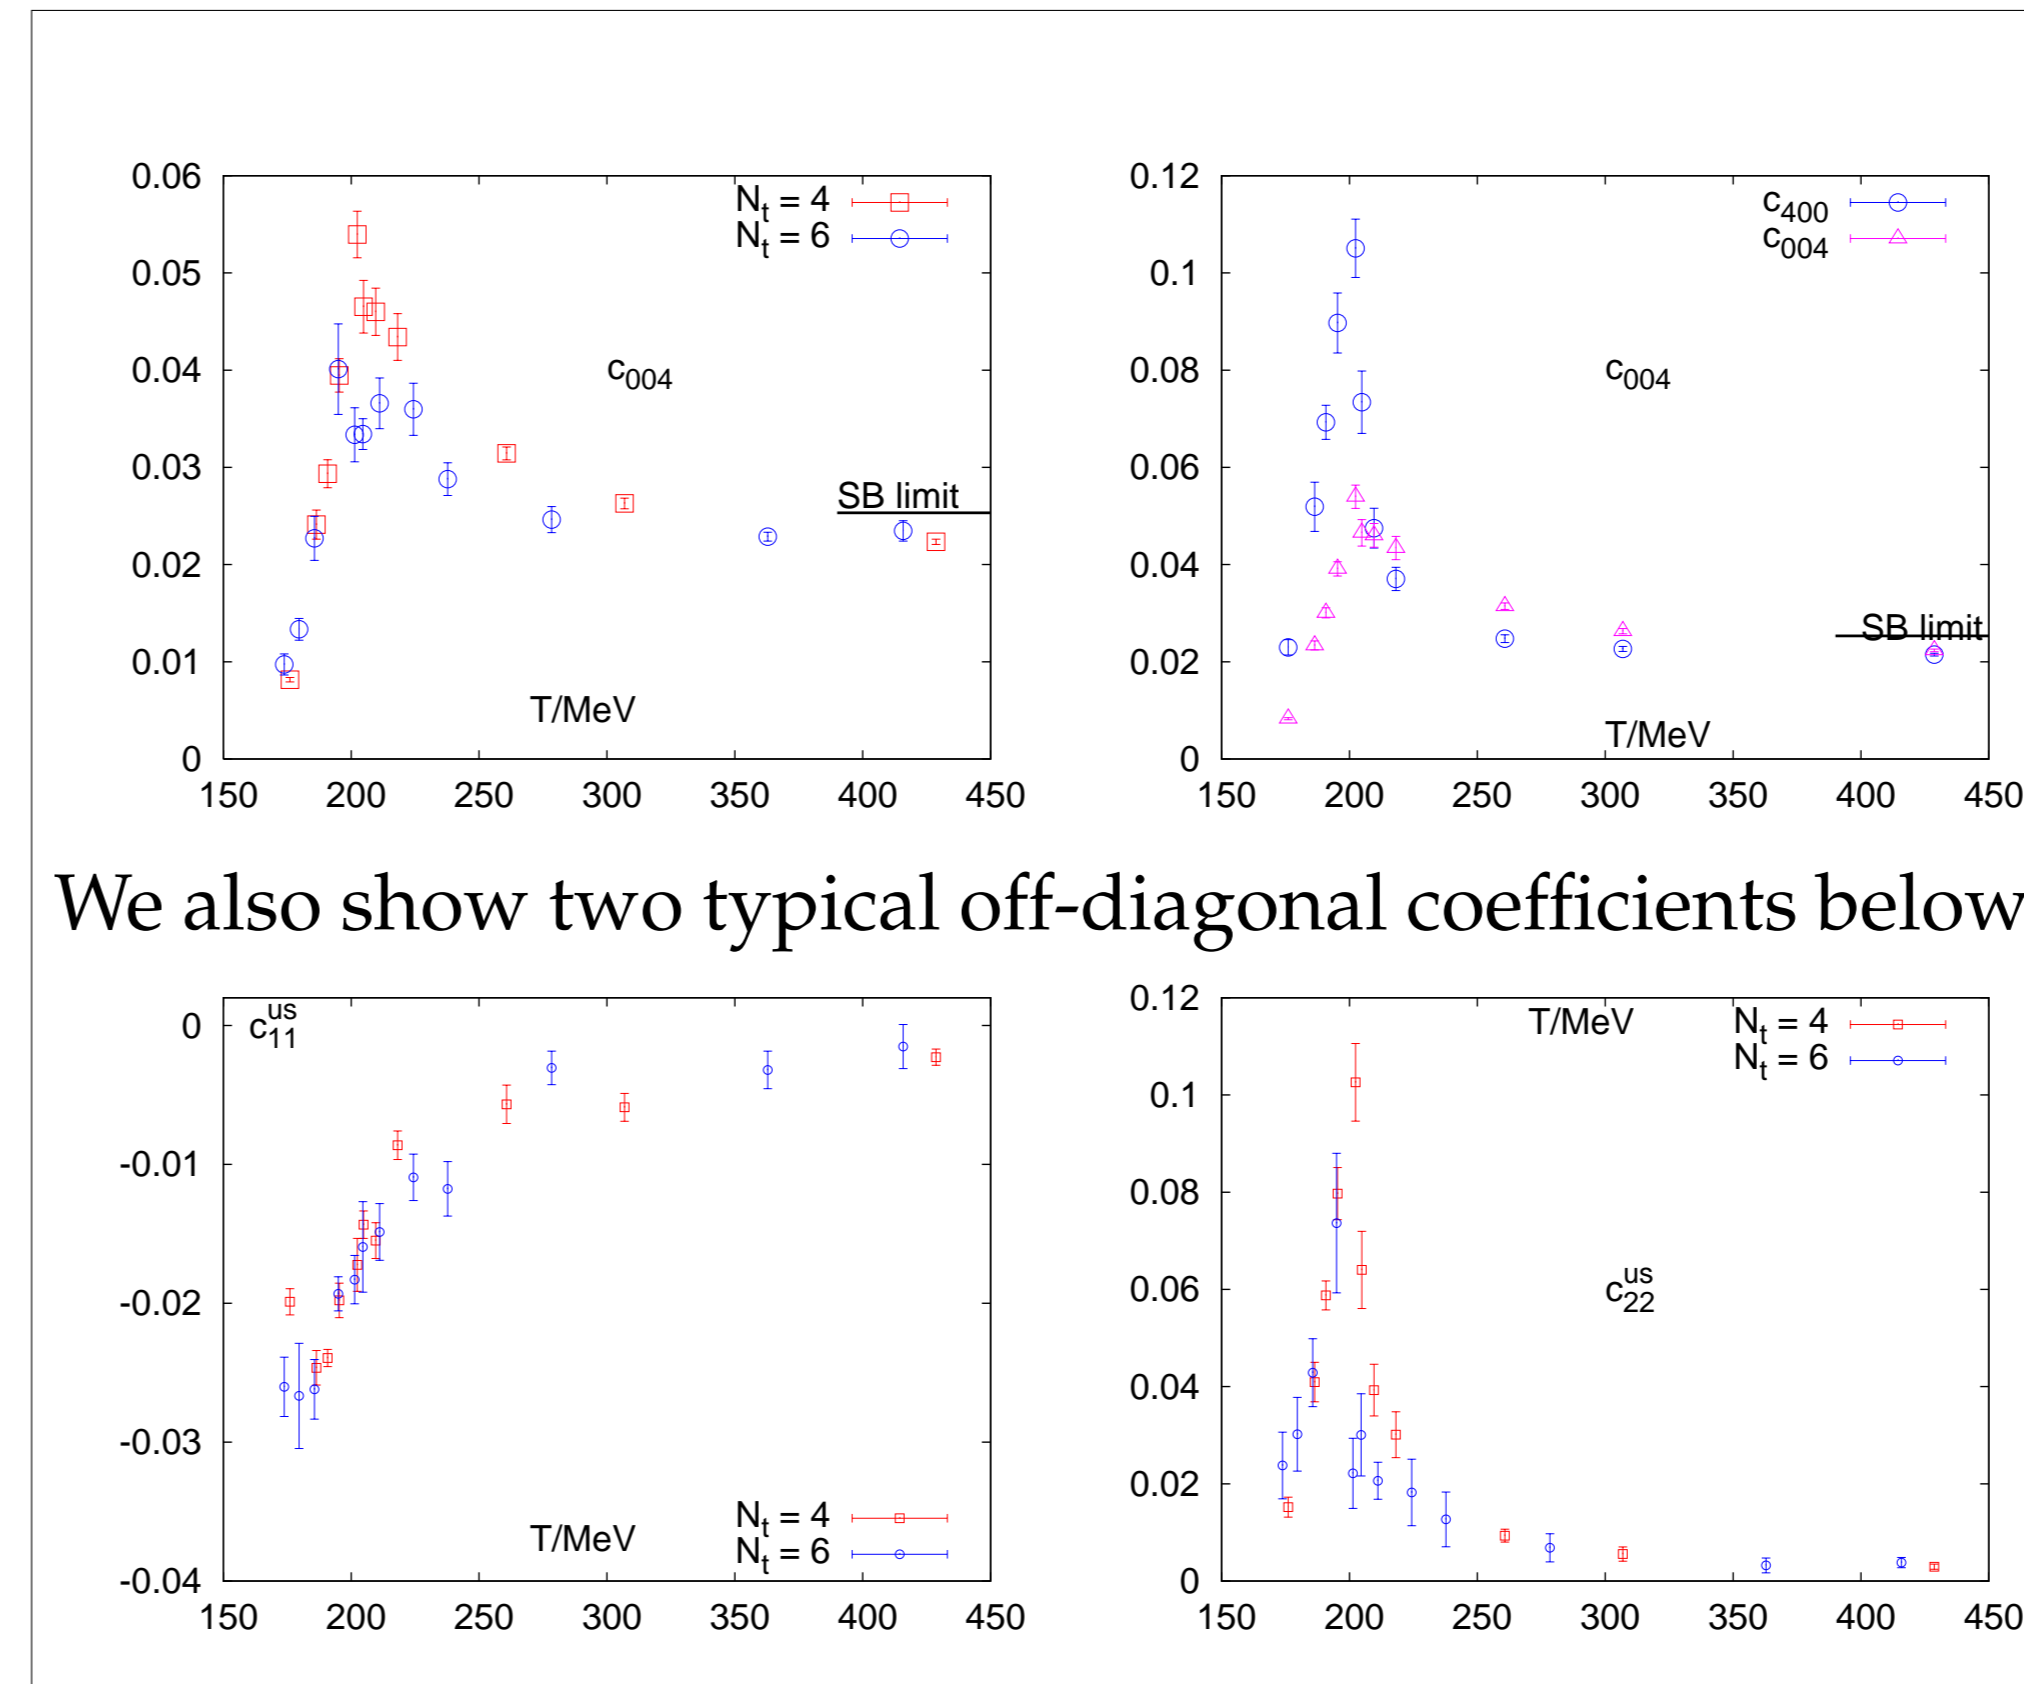 0.06
0.05
0.04
0.03
0.02
0.01
0
150 200 250 300 350 400 450
N_t = 4
N_t = 6
c_004
SB limit
T/MeV
0.12
0.1
0.08
0.06
0.04
0.02
0
150 200 250 300 350 400 450
c_400
c_004
c_004
SB limit
T/MeV
We also show two typical off-diagonal coefficients below
0
-0.01
-0.02
-0.03
-0.04
150 200 250 300 350 400 450
c_11^us
T/MeV
N_t = 4
N_t = 6
0.12
0.1
0.08
0.06
0.04
0.02
0
150 200 250 300 350 400 450
T/MeV
N_t = 4
N_t = 6
c_22^us